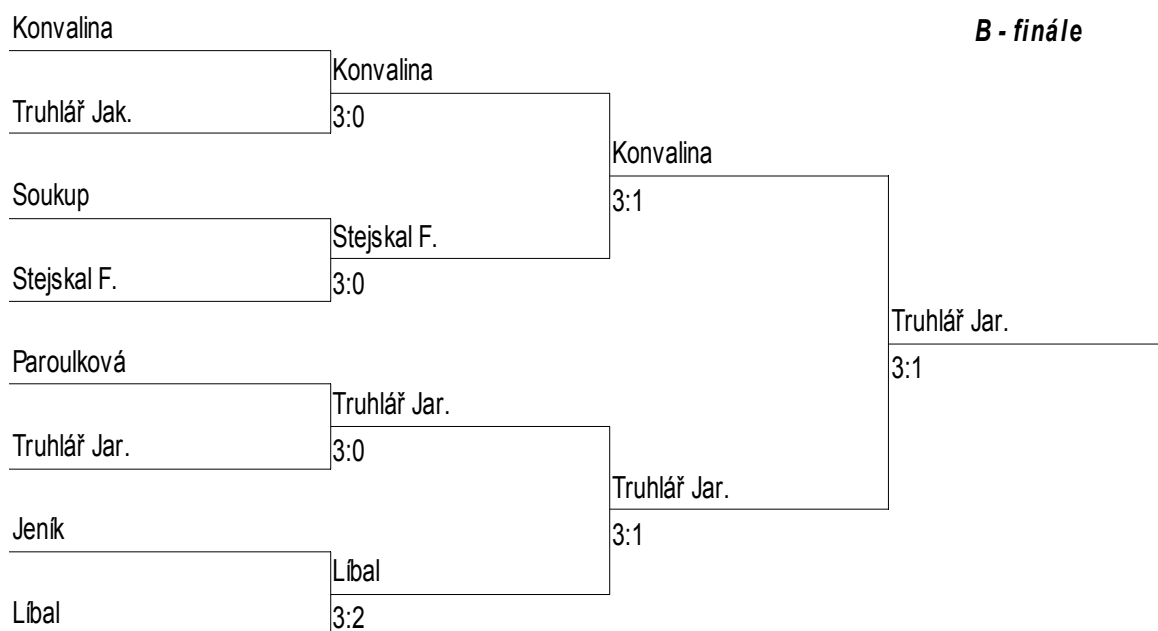 Konvalina
B - finále
Konvalina
Truhlář Jak.
3:0
Konvalina
Soukup
3:1
Stejskal F.
Stejskal F.
3:0
Truhlář Jar.
Paroulková
3:1
Truhlář Jar.
Truhlář Jar.
3:0
Truhlář Jar.
Jeník
3:1
Líbal
Líbal
3:2